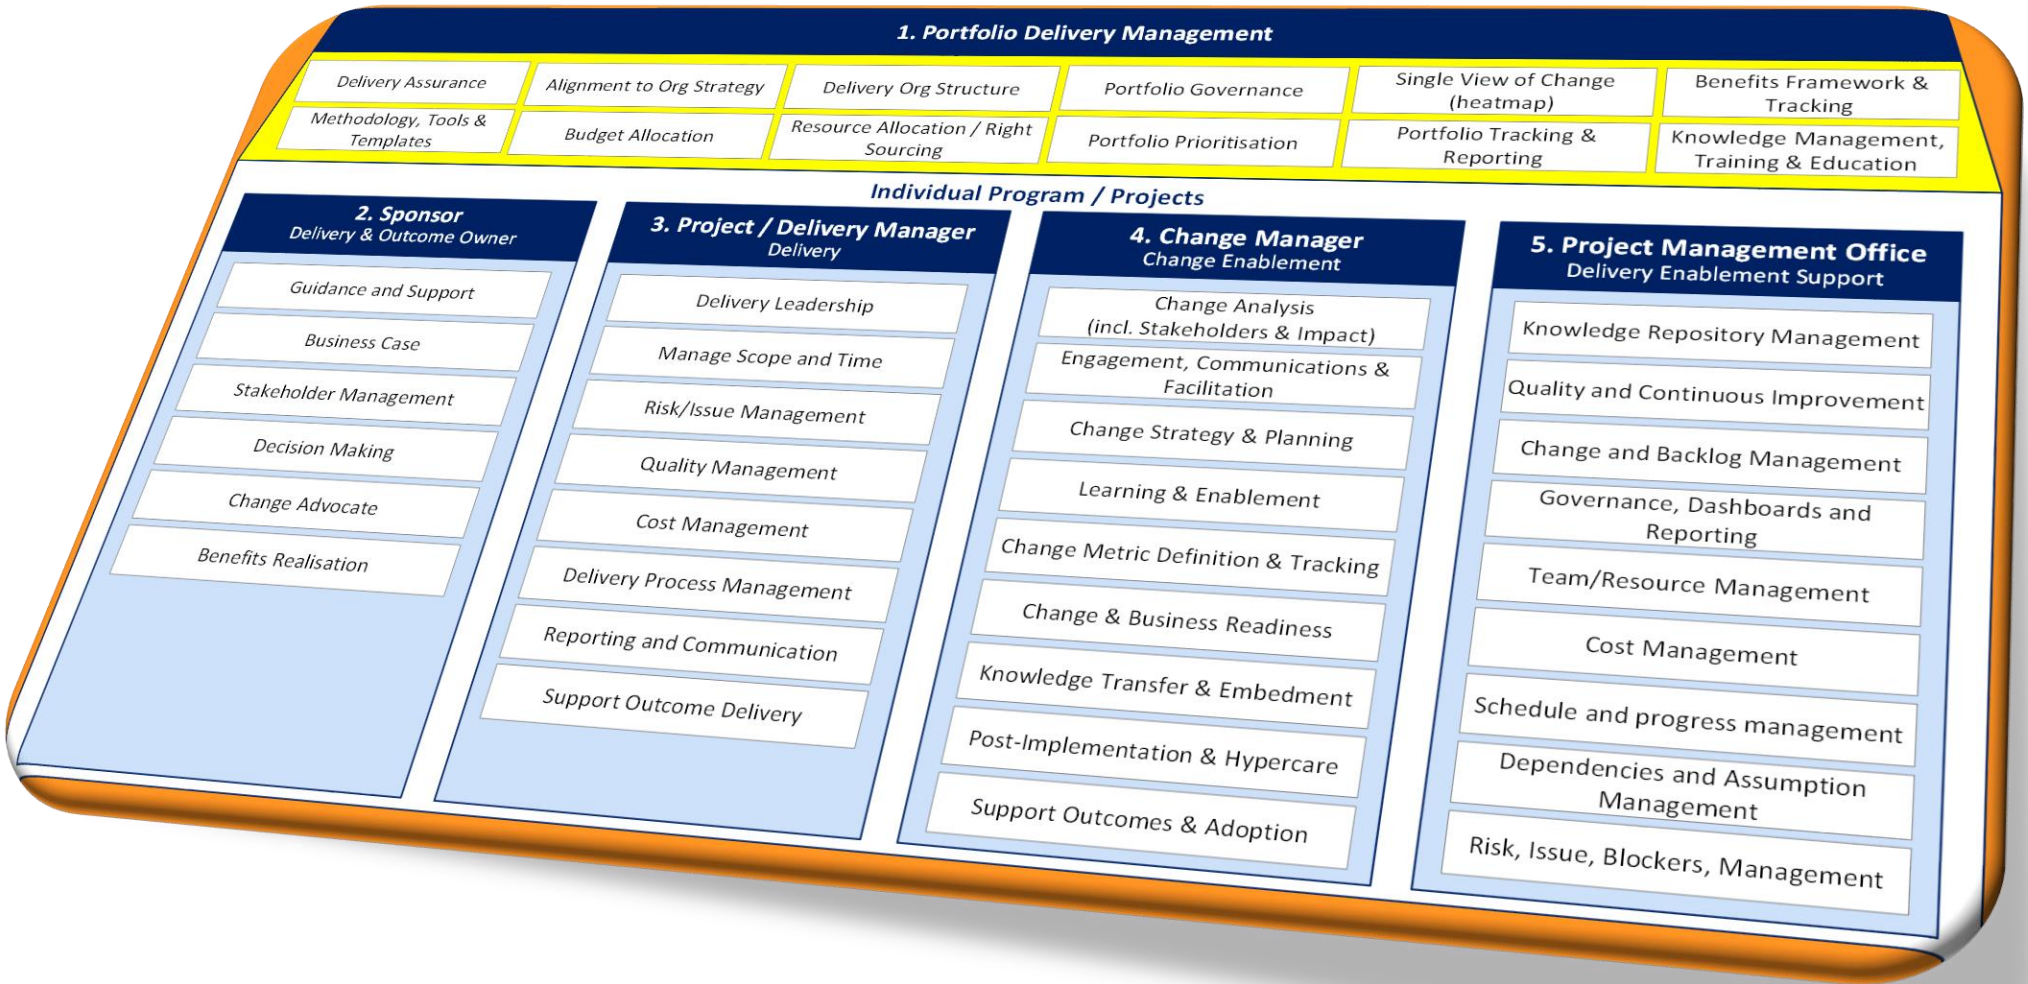 1. Portfolio Delivery Management
Delivery Assurance
Alignment to Org Strategy
Delivery Org Structure
Portfolio Governance
Single View of Change
(heatmap)
Benefits Framework &
Tracking
Methodology, Tools &
Templates
Budget Allocation
Resource Allocation / Right
Sourcing
Portfolio Prioritisation
Portfolio Tracking &
Reporting
Knowledge Management,
Training & Education
Individual Program / Projects
2. Sponsor
Delivery & Outcome Owner
Guidance and Support
Business Case
Stakeholder Management
Decision Making
Change Advocate
Benefits Realisation
3. Project / Delivery Manager
Delivery
Delivery Leadership
Manage Scope and Time
Risk/Issue Management
Quality Management
Cost Management
Delivery Process Management
Reporting and Communication
Support Outcome Delivery
4. Change Manager
Change Enablement
Change Analysis
(incl. Stakeholders & Impact)
Engagement, Communications &
Facilitation
Change Strategy & Planning
Learning & Enablement
Change Metric Definition & Tracking
Change & Business Readiness
Knowledge Transfer & Embedment
Post-Implementation & Hypercare
Support Outcomes & Adoption
5. Project Management Office
Delivery Enablement Support
Knowledge Repository Management
Quality and Continuous Improvement
Change and Backlog Management
Governance, Dashboards and
Reporting
Team/Resource Management
Cost Management
Schedule and progress management
Dependencies and Assumption
Management
Risk, Issue, Blockers, Management